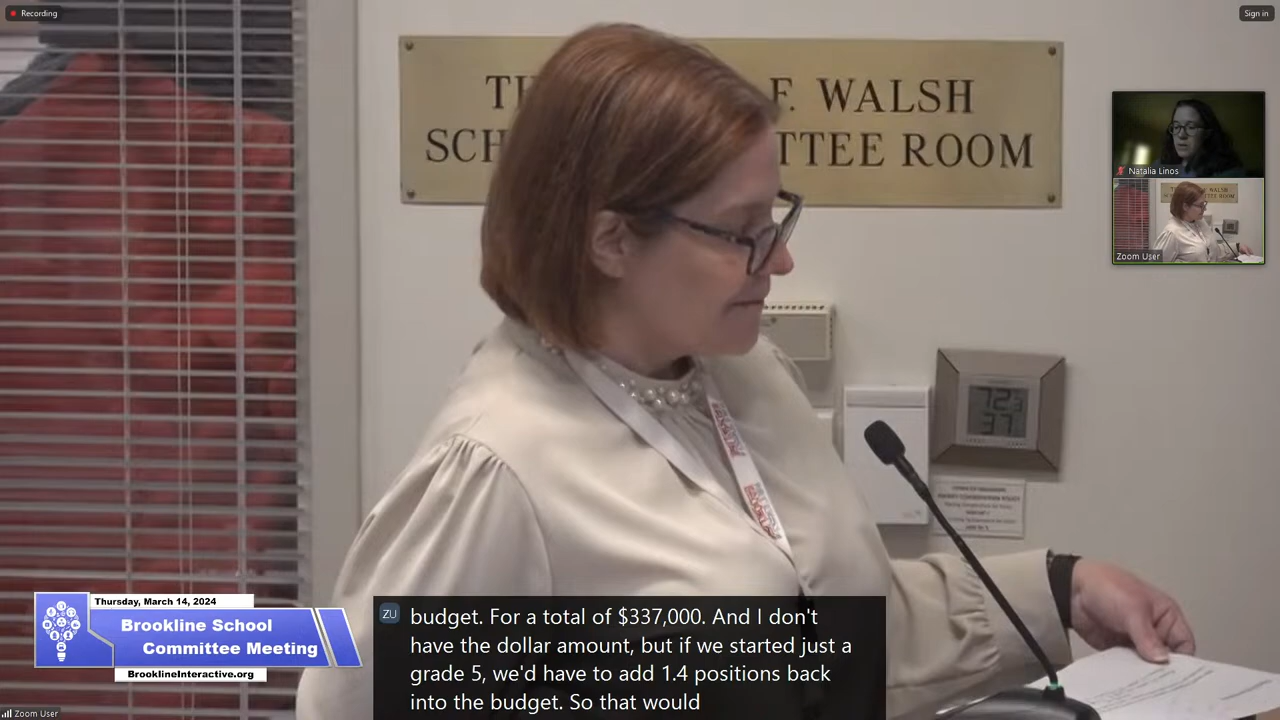 Recording
Sign in
F. WALSH
ROOM
Natalia Linos
Zoom User
72
37
Thursday, March 14, 2024
Brookline School
Committee Meeting
BrooklineInteractive.org
ZU
budget. For a total of $337,000. And I don't
have the dollar amount, but if we started just a
grade 5, we'd have to add 1.4 positions back
into the budget. So that would
Zoom User